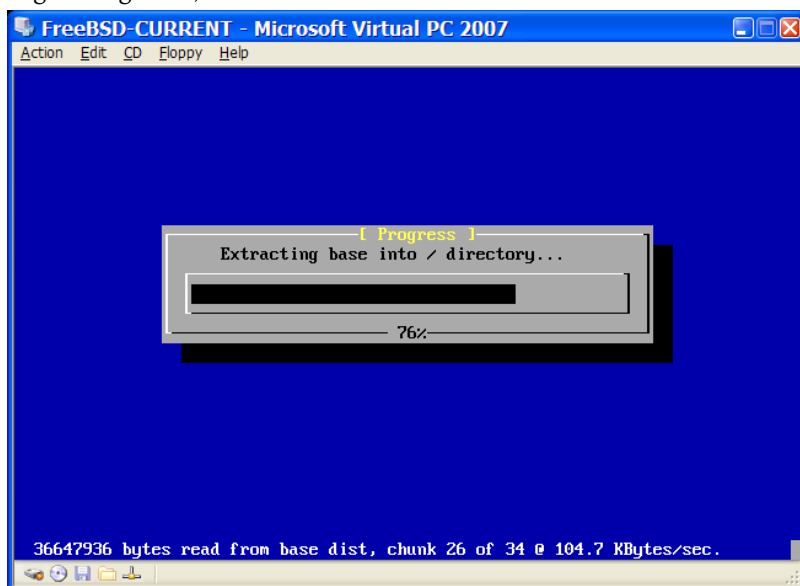 FreeBSD-CURRENT - Microsoft Virtual PC 2007
Action Edit CD Floppy Help
[ Progress ]
Extracting base into / directory...
76%
36647936 bytes read from base dist, chunk 26 of 34 @ 104.7 KBytes/sec.